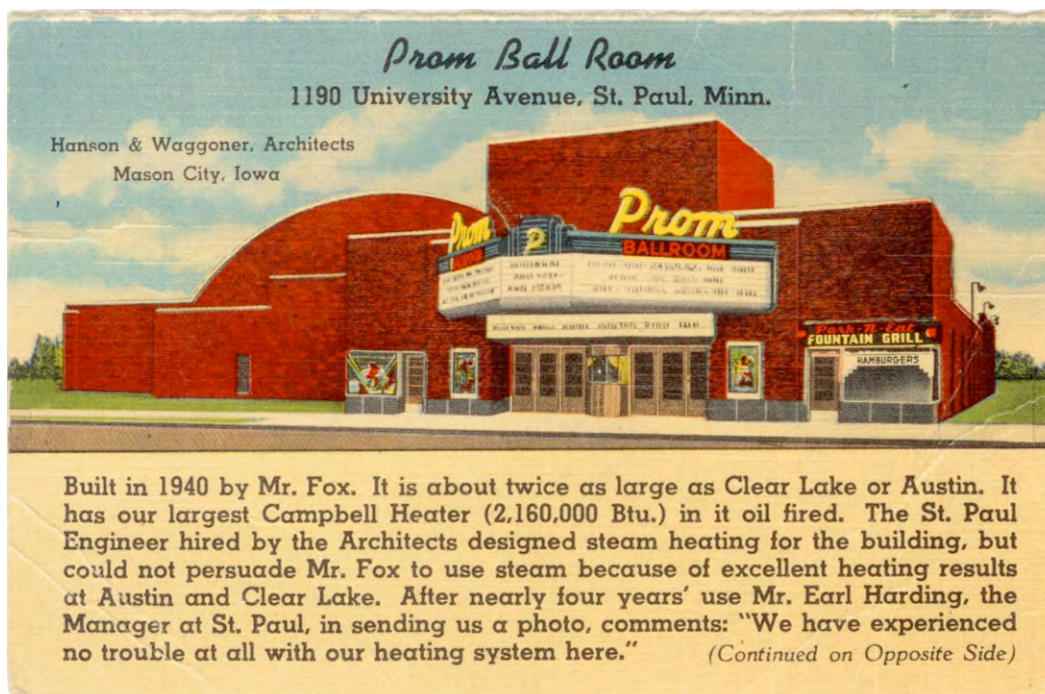 Prom Ball Room
1190 University Avenue, St. Paul, Minn.
Hanson & Waggoner, Architects
Mason City, Iowa
Prom
BALLROOM
P
Prom
BALLROOM
Park-N-Eat
FOUNTAIN GRILL
HAMBURGERS
Built in 1940 by Mr. Fox. It is about twice as large as Clear Lake or Austin. It
has our largest Campbell Heater (2,160,000 Btu.) in it oil fired. The St. Paul
Engineer hired by the Architects designed steam heating for the building, but
could not persuade Mr. Fox to use steam because of excellent heating results
at Austin and Clear Lake. After nearly four years' use Mr. Earl Harding, the
Manager at St. Paul, in sending us a photo, comments: "We have experienced
no trouble at all with our heating system here." (Continued on Opposite Side)